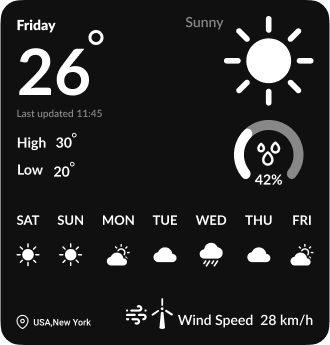 Friday
Sunny
26°
Last updated 11:45
High 30°
Low 20°
42%
SAT SUN MON TUE WED THU FRI
USA,New York
Wind Speed 28 km/h